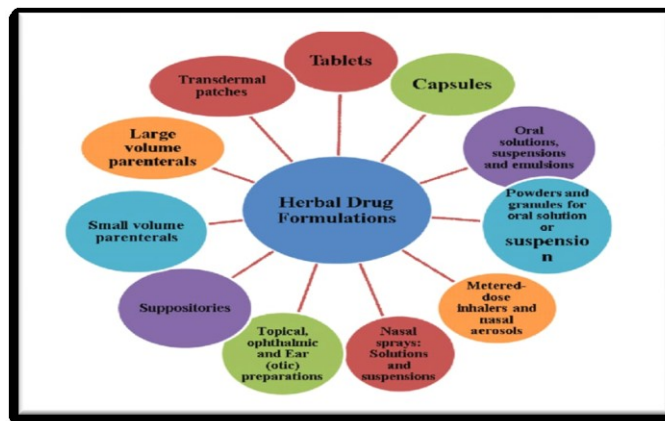 Herbal Drug
Formulations
Tablets
Capsules
Oral
solutions,
suspensions
and emulsions
Powders and
granules for
oral solution
or
suspensio
n
Metered-
dose
inhalers and
nasal
aerosols
Nasal
sprays:
Solutions
and
suspensions
Topical,
ophthalmic
and Ear
(otic)
preparations
Suppositories
Small volume
parenterals
Large
volume
parenterals
Transdermal
patches